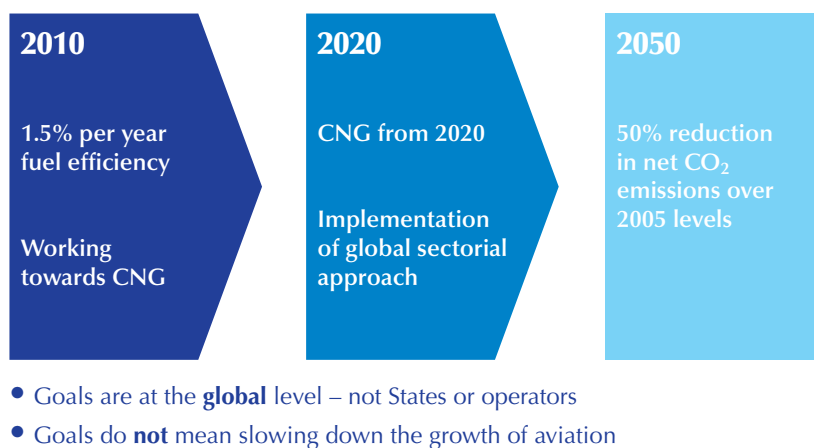 2010
1.5% per year
fuel efficiency
Working
towards CNG
2020
CNG from 2020
Implementation
of global sectorial
approach
2050
50% reduction
in net CO₂
emissions over
2005 levels
• Goals are at the global level – not States or operators
• Goals do not mean slowing down the growth of aviation